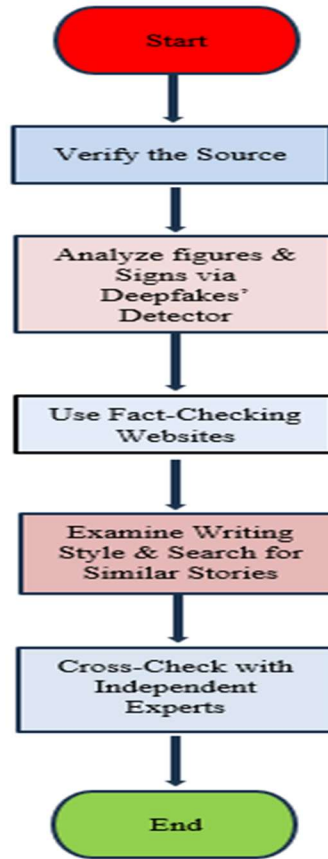 Start
Verify the Source
Analyze figures &
Signs via
Deepfakes’
Detector
Use Fact-Checking
Websites
Examine Writing
Style & Search for
Similar Stories
Cross-Check with
Independent
Experts
End